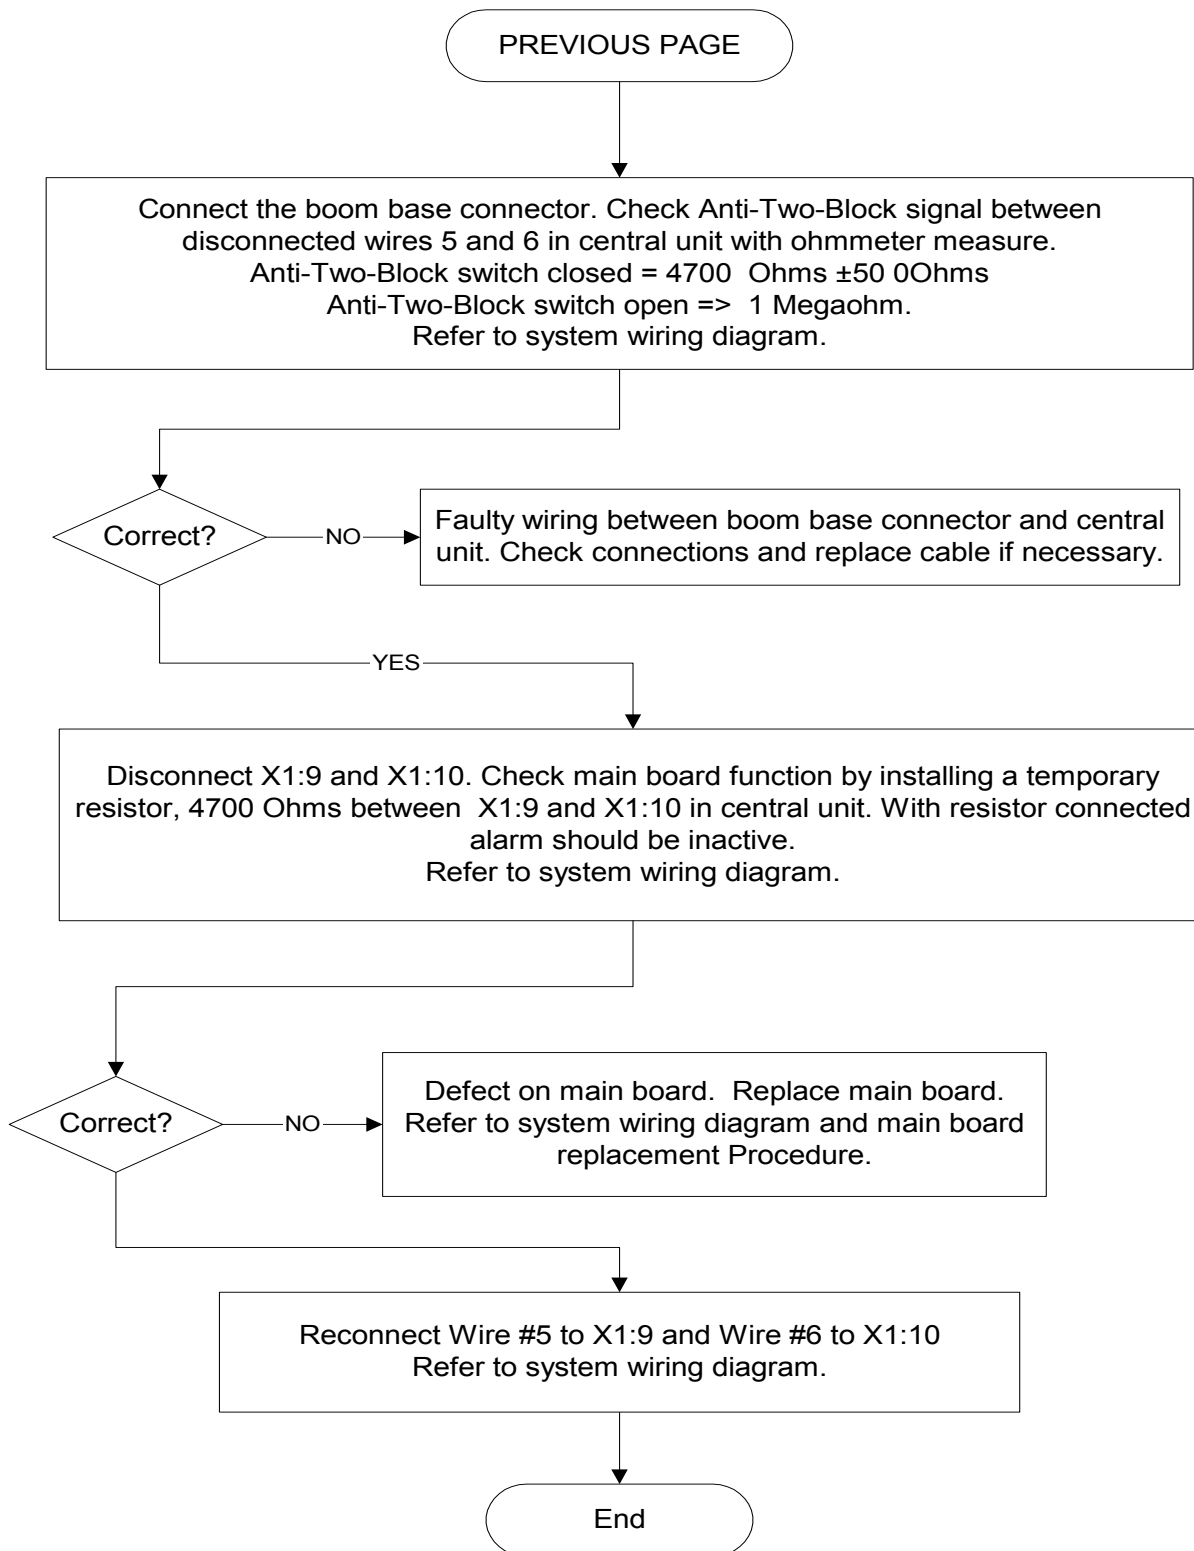 PREVIOUS PAGE
Connect the boom base connector. Check Anti-Two-Block signal between
disconnected wires 5 and 6 in central unit with ohmmeter measure.
Anti-Two-Block switch closed = 4700 Ohms ±50 0Ohms
Anti-Two-Block switch open => 1 Megaohm.
Refer to system wiring diagram.
Correct?
NO
Faulty wiring between boom base connector and central
unit. Check connections and replace cable if necessary.
YES
Disconnect X1:9 and X1:10. Check main board function by installing a temporary
resistor, 4700 Ohms between X1:9 and X1:10 in central unit. With resistor connected
alarm should be inactive.
Refer to system wiring diagram.
Correct?
NO
Defect on main board. Replace main board.
Refer to system wiring diagram and main board
replacement Procedure.
Reconnect Wire #5 to X1:9 and Wire #6 to X1:10
Refer to system wiring diagram.
End